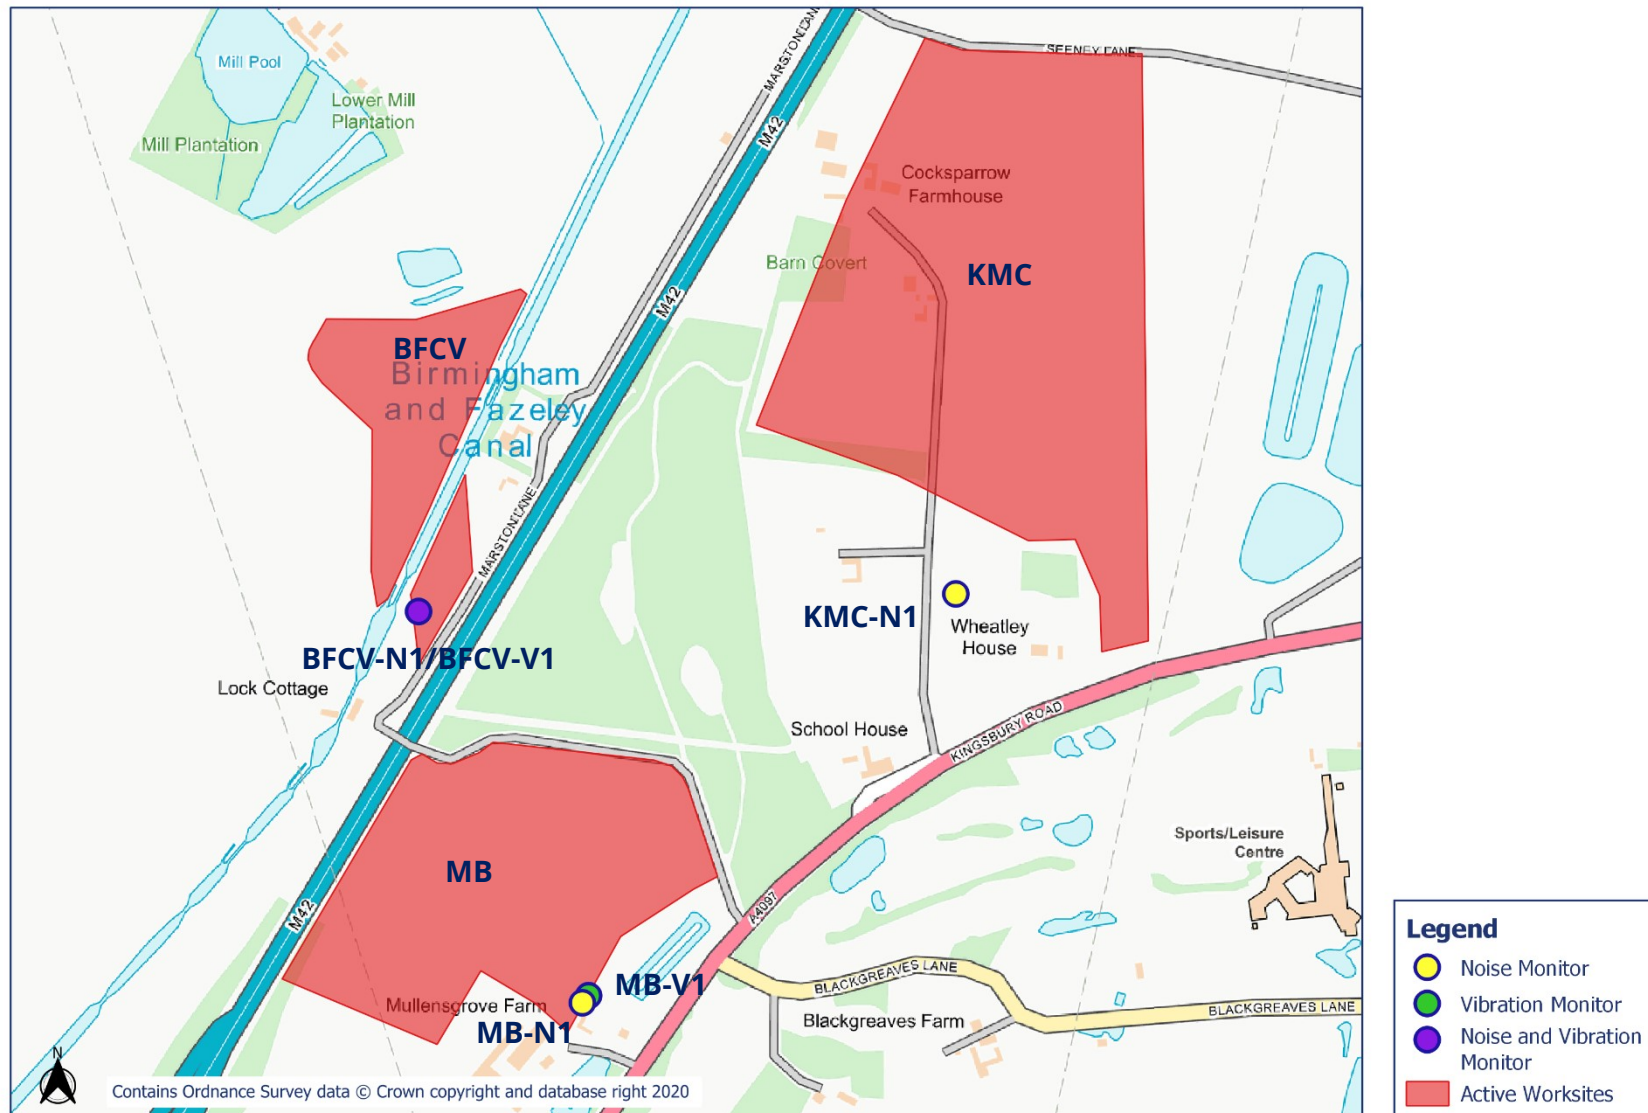 MARSTON LANE
SEENEY LANE
Mill Pool
Lower Mill
Plantation
Mill Plantation
M42
Cocksparrow
Farmhouse
Barn Covert
KMC
M42
BFCV
Birmingham
and Fazeley
Canal
MARSTON LANE
KMC-N1
Wheatley
House
BFCV-N1/BFCV-V1
Lock Cottage
School House
KINGSBURY ROAD
Sports/Leisure
Centre
MB
M42
A4097
MB-V1
Mullensgrove Farm
MB-N1
BLACKGREAVES LANE
BLACKGREAVES LANE
Blackgreaves Farm
N
Contains Ordnance Survey data © Crown copyright and database right 2020
Legend
Noise Monitor
Vibration Monitor
Noise and Vibration
Monitor
Active Worksites